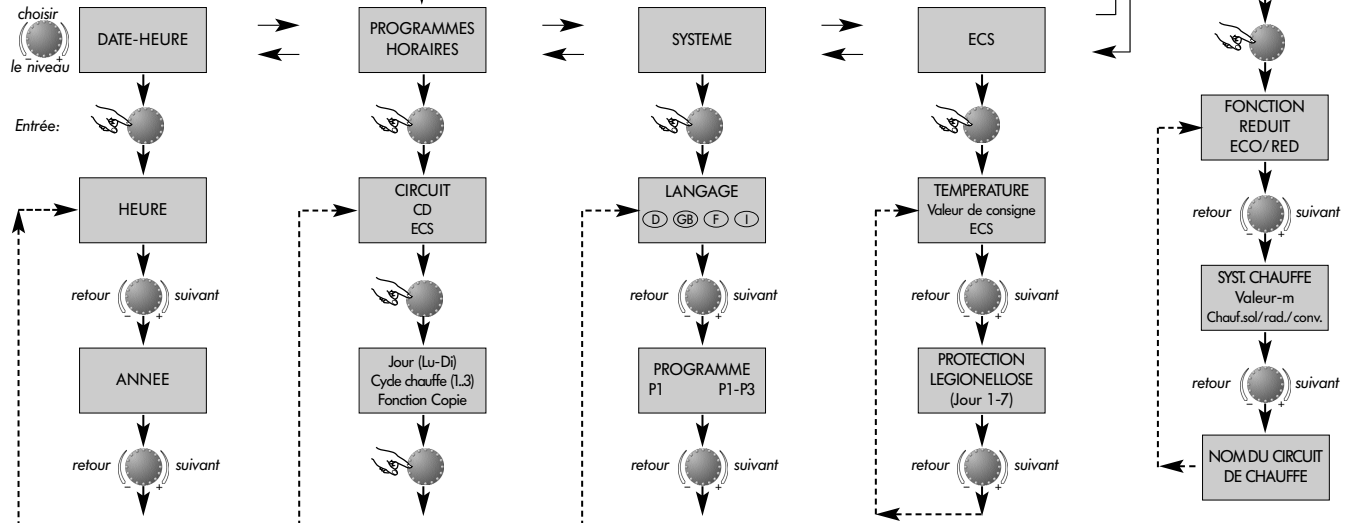 choisir
le niveau
− +
DATE-HEURE
PROGRAMMES
HORAIRES
SYSTEME
ECS
Entrée:
HEURE
retour − + suivant
ANNEE
retour − + suivant
CIRCUIT
CD
ECS
Jour (Lu-Di)
Cyde chauffe (1..3)
Fonction Copie
LANGAGE
D GB F I
retour − + suivant
PROGRAMME
P1 P1-P3
retour − + suivant
TEMPERATURE
Valeur de consigne
ECS
retour − + suivant
PROTECTION
LEGIONELLOSE
(Jour 1-7)
retour − + suivant
FONCTION
REDUIT
ECO/RED
retour − + suivant
SYST. CHAUFFE
Valeur-m
Chauf.sol/rad./conv.
retour − + suivant
NOM DU CIRCUIT
DE CHAUFFE